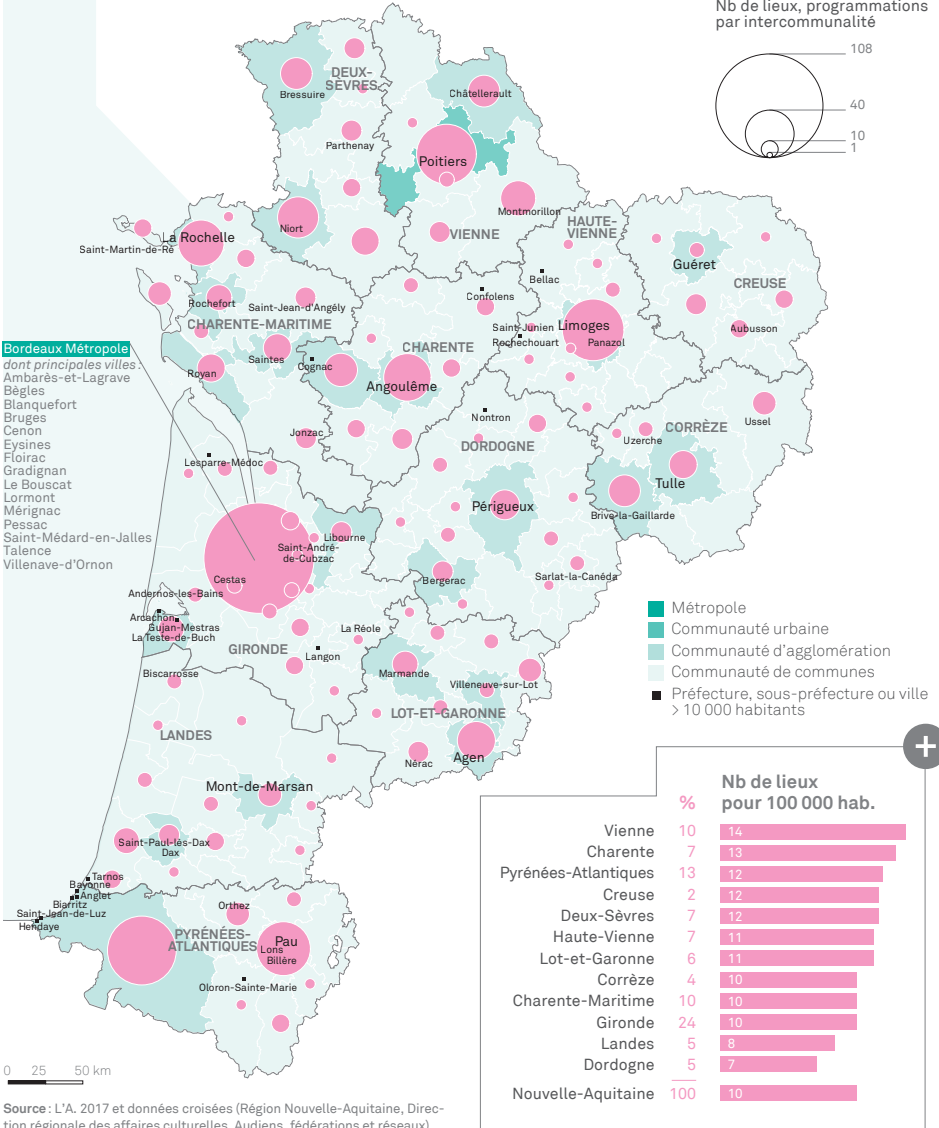 Nb de lieux, programmations
par intercommunalité
108
40
10
1
DEUX-
SÈVRES
Bressuire
Châtellerault
Parthenay
Poitiers
Montmorillon
Niort
VIENNE
HAUTE-
VIENNE
La Rochelle
Saint-Martin-de-Ré
Guéret
CREUSE
Bellac
Confolens
Rochefort
Saint-Jean-d'Angély
CHARENTE-MARITIME
Saint-Junien
Rochechouart
Limoges
Panazol
Aubusson
CHARENTE
Saintes
Cognac
Royan
Angoulême
Bordeaux Métropole
dont principales villes :
Ambarès-et-Lagrave
Bègles
Blanquefort
Bruges
Cenon
Eysines
Floirac
Gradignan
Le Bouscat
Lormont
Mérignac
Pessac
Saint-Médard-en-Jalles
Talence
Villenave-d'Ornon
Nontron
DORDOGNE
Jonzac
Uzerche
CORRÈZE
Ussel
Lesparre-Médoc
Tulle
Périgueux
Brive-la-Gaillarde
Libourne
Saint-André-
de-Cubzac
Cestas
Bergerac
Sarlat-la-Canéda
Andernos-les-Bains
Arcachon
Gujan-Mestras
La Teste-de-Buch
La Réole
GIRONDE
Langon
Biscarrosse
Marmande
Villeneuve-sur-Lot
LOT-ET-GARONNE
LANDES
Nérac
Agen
Mont-de-Marsan
Saint-Paul-lès-Dax
Dax
Tarnos
Bayonne
Anglet
Biarritz
Saint-Jean-de-Luz
Hendaye
Orthez
PYRÉNÉES-
ATLANTIQUES
Pau
Lons
Billère
Oloron-Sainte-Marie
Métropole
Communauté urbaine
Communauté d'agglomération
Communauté de communes
Préfecture, sous-préfecture ou ville
> 10 000 habitants
+
% Nb de lieux
pour 100 000 hab.
Vienne 10 14
Charente 7 13
Pyrénées-Atlantiques 13 12
Creuse 2 12
Deux-Sèvres 7 12
Haute-Vienne 7 11
Lot-et-Garonne 6 11
Corrèze 4 10
Charente-Maritime 10 10
Gironde 24 10
Landes 5 8
Dordogne 5 7
Nouvelle-Aquitaine 100 10
0 25 50 km
Source : L'A. 2017 et données croisées (Région Nouvelle-Aquitaine, Direc-
tion régionale des affaires culturelles, Audiens, fédérations et réseaux)